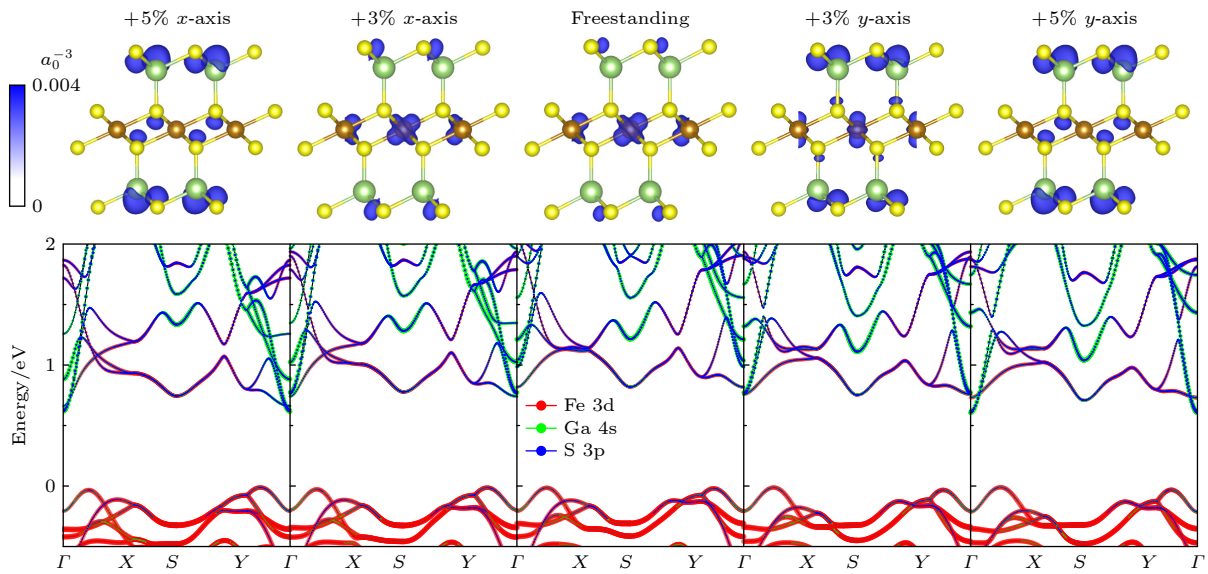 +5% x-axis
+3% x-axis
Freestanding
+3% y-axis
+5% y-axis
a₀⁻³
0.004
0
2
1
0
Energy/eV
Fe 3d
Ga 4s
S 3p
Γ X S Y Γ X S Y Γ X S Y Γ X S Y Γ X S Y Γ